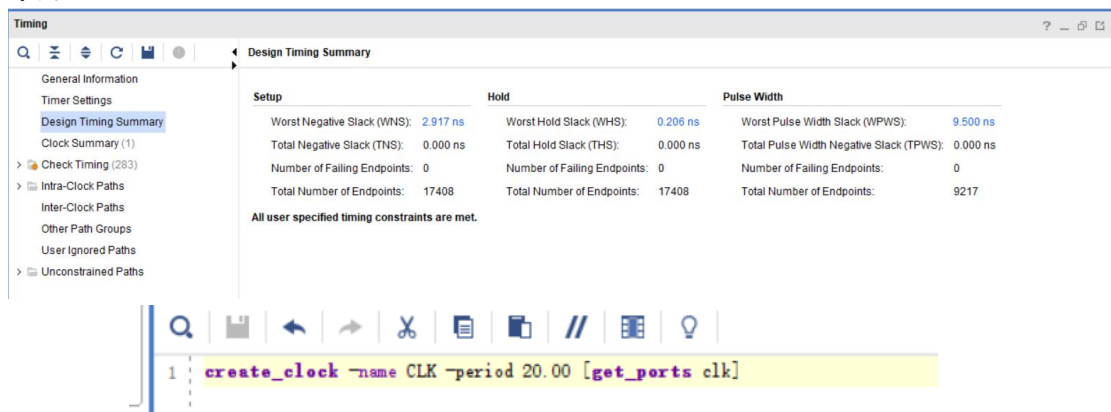 Timing
? _
Design Timing Summary
General Information
Timer Settings
Design Timing Summary
Clock Summary (1)
Check Timing (283)
Intra-Clock Paths
Inter-Clock Paths
Other Path Groups
User Ignored Paths
Unconstrained Paths
Setup Hold Pulse Width
Worst Negative Slack (WNS): 2.917 ns Worst Hold Slack (WHS): 0.206 ns Worst Pulse Width Slack (WPWS): 9.500 ns
Total Negative Slack (TNS): 0.000 ns Total Hold Slack (THS): 0.000 ns Total Pulse Width Negative Slack (TPWS): 0.000 ns
Number of Failing Endpoints: 0 Number of Failing Endpoints: 0 Number of Failing Endpoints: 0
Total Number of Endpoints: 17408 Total Number of Endpoints: 17408 Total Number of Endpoints: 9217
All user specified timing constraints are met.
1 create_clock -name CLK -period 20.00 [get_ports clk]